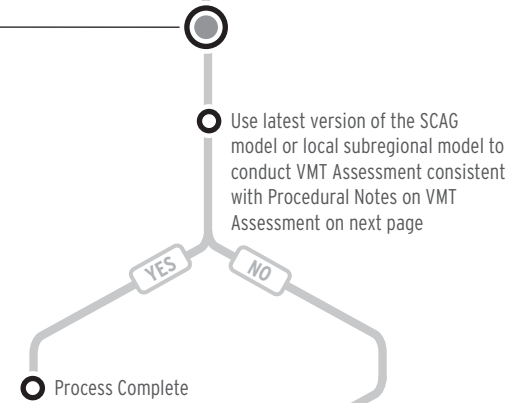 Use latest version of the SCAG
model or local subregional model to
conduct VMT Assessment consistent
with Procedural Notes on VMT
Assessment on next page
YES
NO
Process Complete